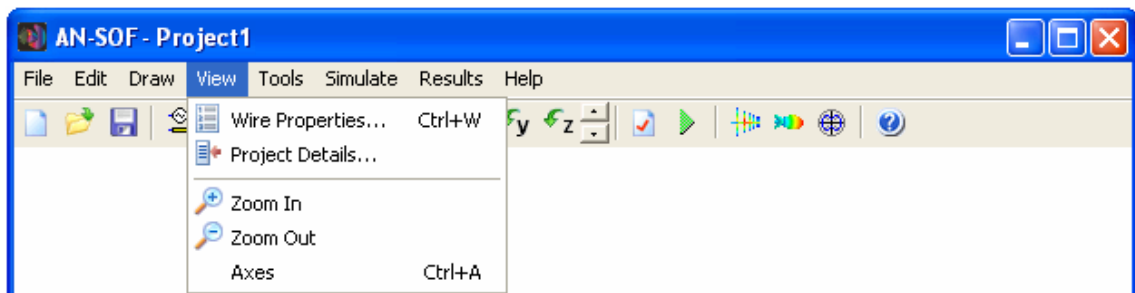 AN-SOF - Project1
File Edit Draw View Tools Simulate Results Help
y z
Wire Properties... Ctrl+W
Project Details...
Zoom In
Zoom Out
Axes Ctrl+A